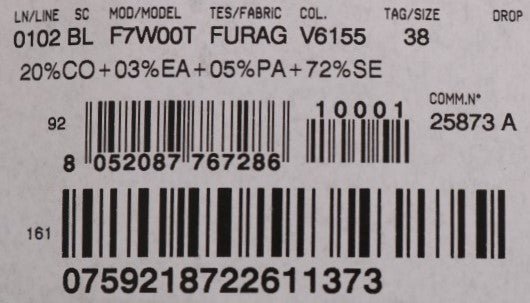 LN/LINE SC MOD/MODEL TES/FABRIC COL. TAG/SIZE DROP
0102 BL F7W00T FURAG V6155 38
20%CO+03%EA+05%PA+72%SE
10001
COMM.N°
92 25873 A
8 052087 767286
161
0759218722611373